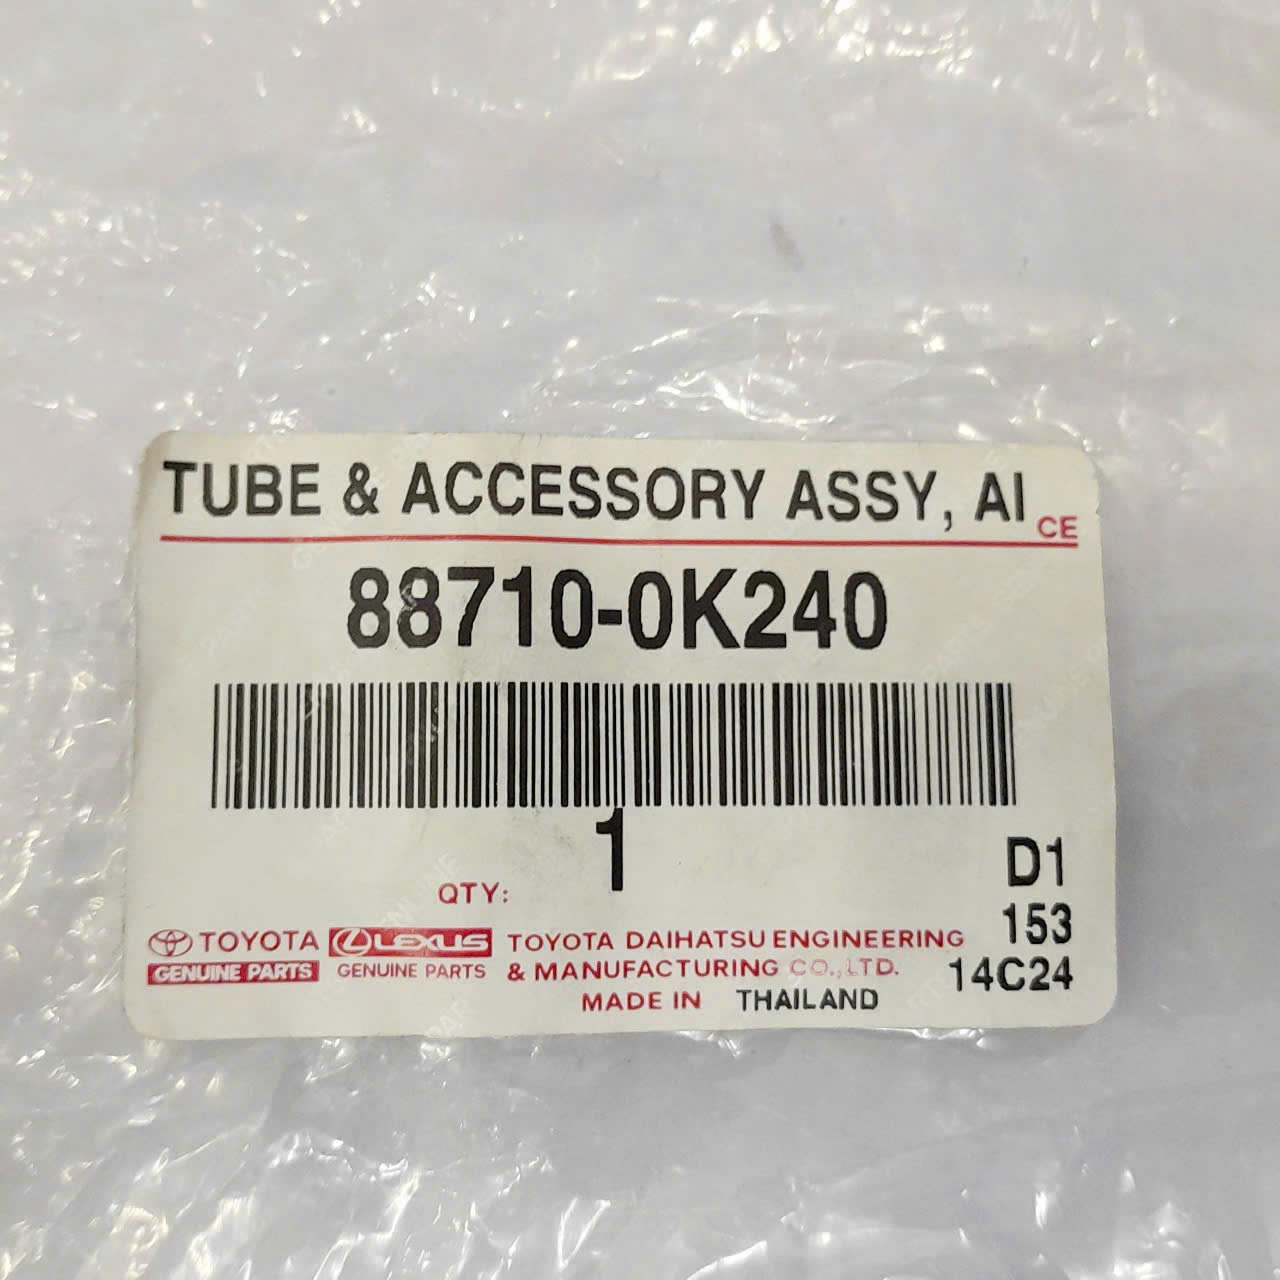 TUBE & ACCESSORY ASSY, AI
CE
88710-0K240
1
QTY:
D1
153
14C24
TOYOTA
GENUINE PARTS
LEXUS
GENUINE PARTS
TOYOTA DAIHATSU ENGINEERING
& MANUFACTURING CO.,LTD.
MADE IN THAILAND